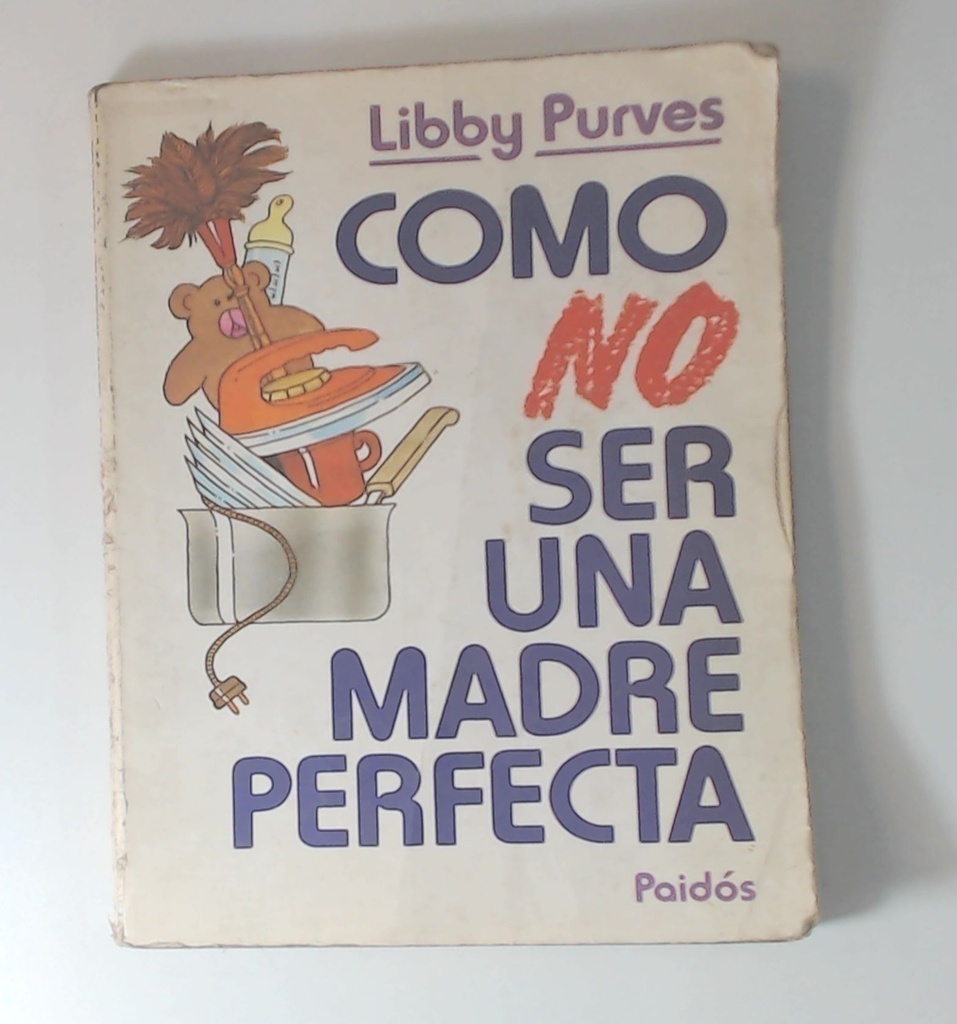 Libby Purves
COMO
NO
SER
UNA
MADRE
PERFECTA
Paidós